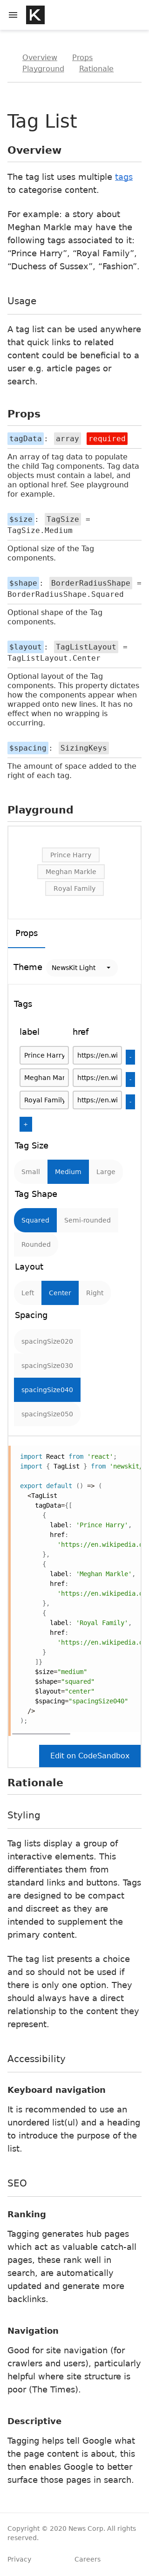 Overview Props
Playground Rationale
Tag List
Overview
The tag list uses multiple tags
to categorise content.
For example: a story about
Meghan Markle may have the
following tags associated to it:
“Prince Harry”, “Royal Family”,
“Duchess of Sussex”, “Fashion”.
Usage
A tag list can be used anywhere
that quick links to related
content could be beneficial to a
user e.g. article pages or
search.
Props
tagData: array required
An array of tag data to populate
the child Tag components. Tag data
objects must contain a label, and
an optional href. See playground
for example.
$size: TagSize =
TagSize.Medium
Optional size of the Tag
components.
$shape: BorderRadiusShape =
BorderRadiusShape.Squared
Optional shape of the Tag
components.
$layout: TagListLayout =
TagListLayout.Center
Optional layout of the Tag
components. This property dictates
how the components appear when
wrapped onto new lines. It has no
effect when no wrapping is
occurring.
$spacing: SizingKeys
The amount of space added to the
right of each tag.
Playground
Prince Harry
Meghan Markle
Royal Family
Props
Theme NewsKit Light
Tags
label href
Prince Harry https://en.wi -
Meghan Mar https://en.wi -
Royal Family https://en.wi -
+
Tag Size
Small Medium Large
Tag Shape
Squared Semi-rounded
Rounded
Layout
Left Center Right
Spacing
spacingSize020
spacingSize030
spacingSize040
spacingSize050
import React from 'react';
import { TagList } from 'newskit/
export default () => (
<TagList
tagData={[
{
label: 'Prince Harry',
href:
'https://en.wikipedia.o
},
{
label: 'Meghan Markle',
href:
'https://en.wikipedia.o
},
{
label: 'Royal Family',
href:
'https://en.wikipedia.o
}
]}
$size="medium"
$shape="squared"
$layout="center"
$spacing="spacingSize040"
/>
);
Edit on CodeSandbox
Rationale
Styling
Tag lists display a group of
interactive elements. This
differentiates them from
standard links and buttons. Tags
are designed to be compact
and discreet as they are
intended to supplement the
primary content.
The tag list presents a choice
and so should not be used if
there is only one option. They
should always have a direct
relationship to the content they
present.
Accessibility
Keyboard navigation
It is recommended to use an
unordered list(ul) and a heading
to introduce the purpose of the
list.
SEO
Ranking
Tagging generates hub pages
which act as valuable catch-all
pages, these rank well in
search, are automatically
updated and generate more
backlinks.
Navigation
Good for site navigation (for
crawlers and users), particularly
helpful where site structure is
poor (The Times).
Descriptive
Tagging helps tell Google what
the page content is about, this
then enables Google to better
surface those pages in search.
Copyright © 2020 News Corp. All rights
reserved.
Privacy Careers